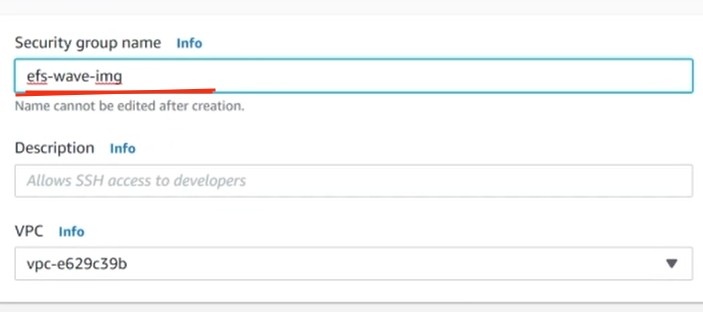 Security group name Info
efs-wave-img
Name cannot be edited after creation.
Description Info
Allows SSH access to developers
VPC Info
vpc-e629c39b